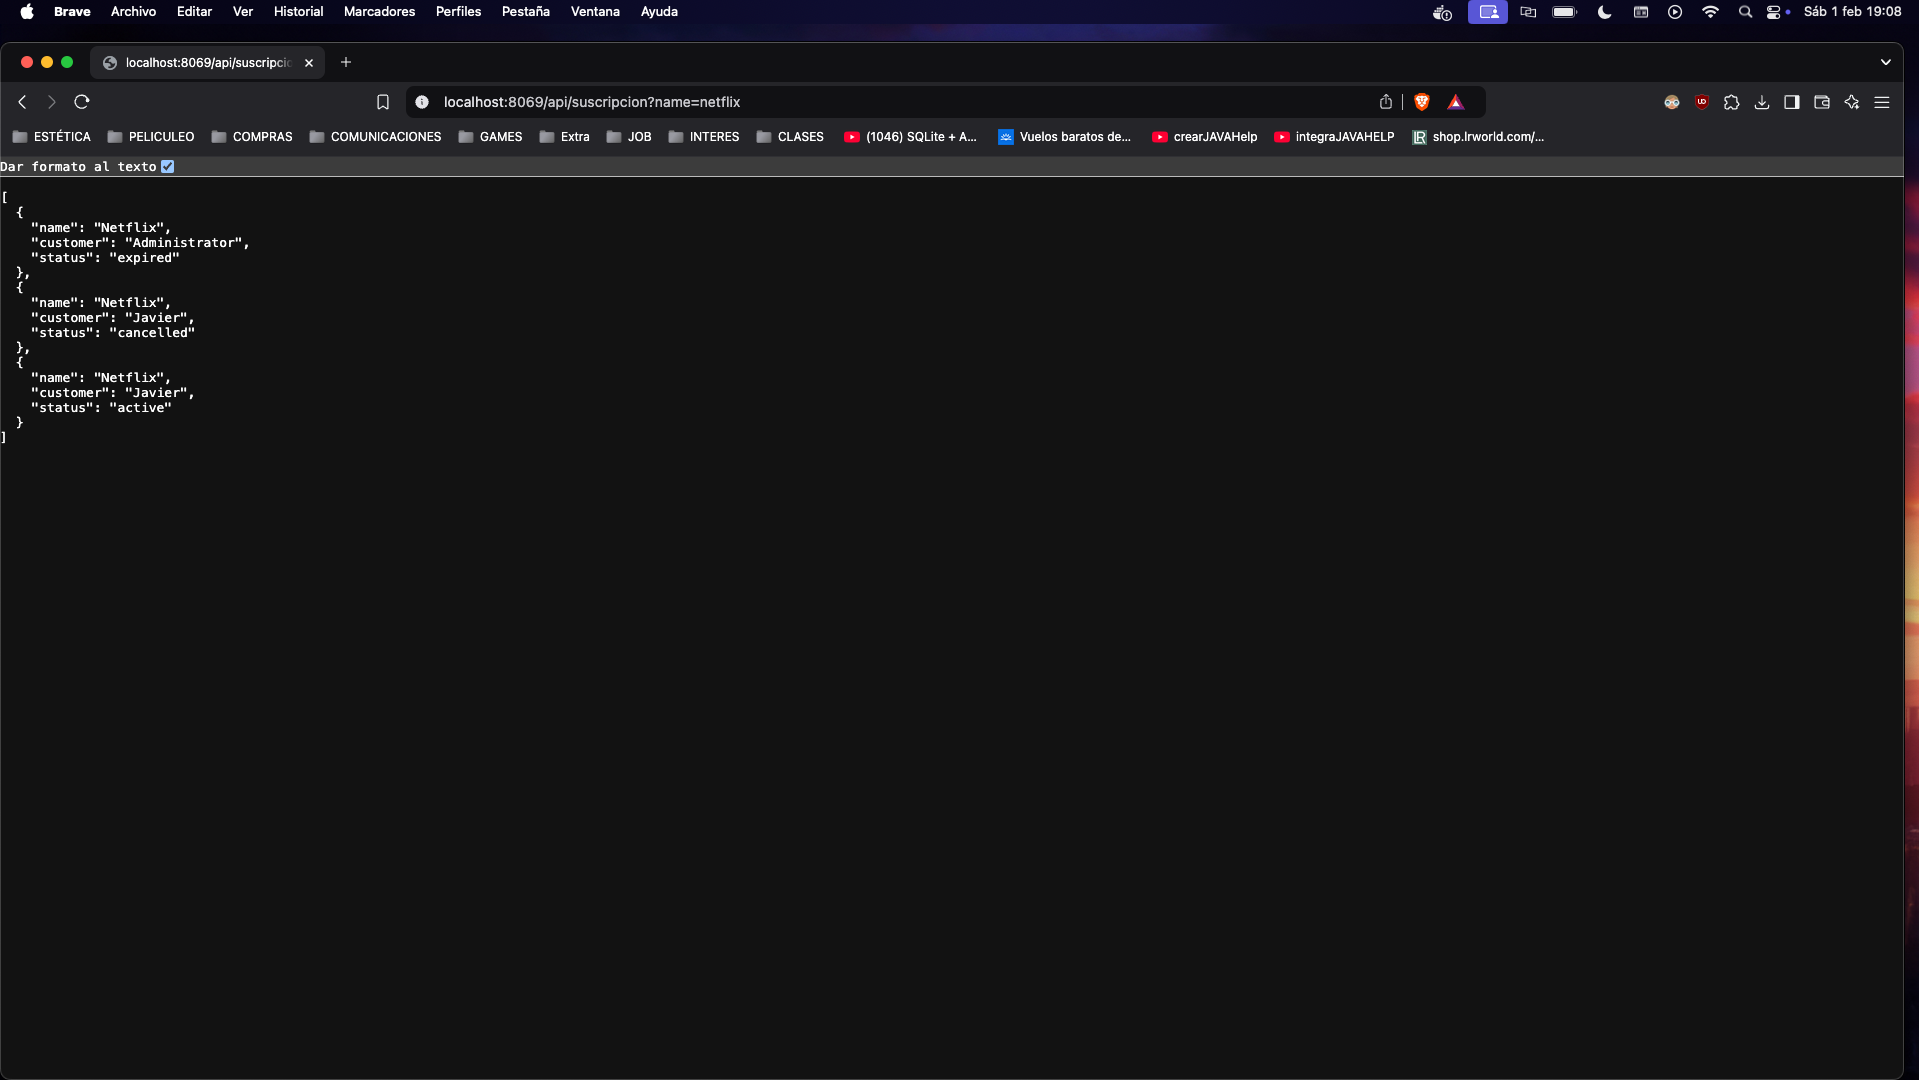 Brave Archivo Editar Ver Historial Marcadores Perfiles Pestaña Ventana Ayuda Sáb 1 feb 19:08
localhost:8069/api/suscripcio
localhost:8069/api/suscripcion?name=netflix
ESTÉTICA PELICULEO COMPRAS COMUNICACIONES GAMES Extra JOB INTERES CLASES (1046) SQLite + A... Vuelos baratos de... crearJAVAHelp integraJAVAHELP LR shop.lrworld.com/...
Dar formato al texto
[
  {
    "name": "Netflix",
    "customer": "Administrator",
    "status": "expired"
  },
  {
    "name": "Netflix",
    "customer": "Javier",
    "status": "cancelled"
  },
  {
    "name": "Netflix",
    "customer": "Javier",
    "status": "active"
  }
]